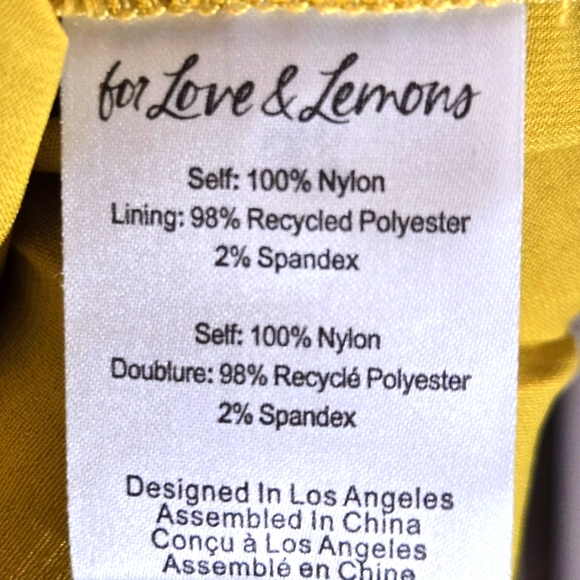 for Love & Lemons
Self: 100% Nylon
Lining: 98% Recycled Polyester
2% Spandex
Self: 100% Nylon
Doublure: 98% Recyclé Polyester
2% Spandex
Designed In Los Angeles
Assembled In China
Conçu à Los Angeles
Assemblé en Chine